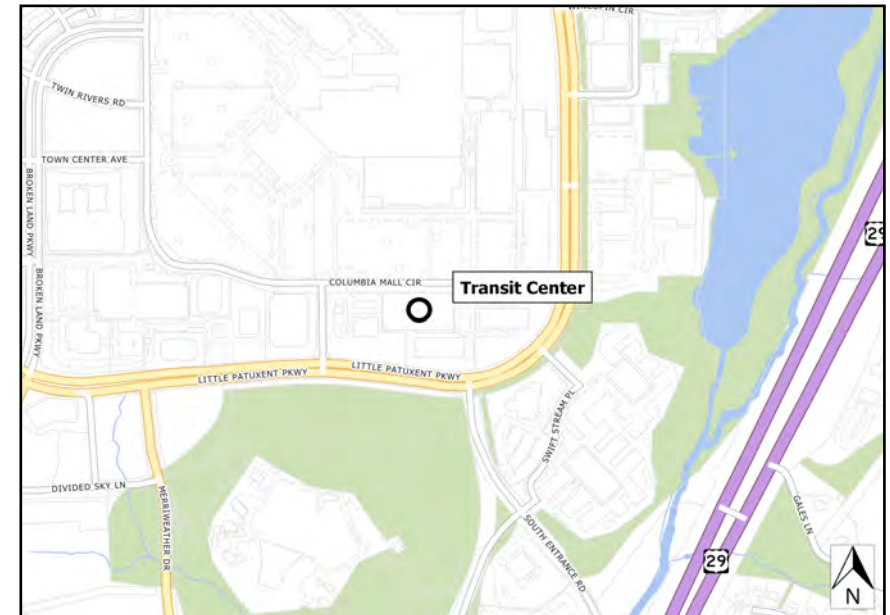 WINCOPIN CIR
TWIN RIVERS RD
TOWN CENTER AVE
BROKEN LAND PKWY
29
BROKEN LAND PKWY
COLUMBIA MALL CIR
Transit Center
LITTLE PATUXENT PKWY
LITTLE PATUXENT PKWY
SWIFT STREAM PL
DIVIDED SKY LN
MERRIWEATHER DR
SOUTH ENTRANCE RD
GALES LN
29
N